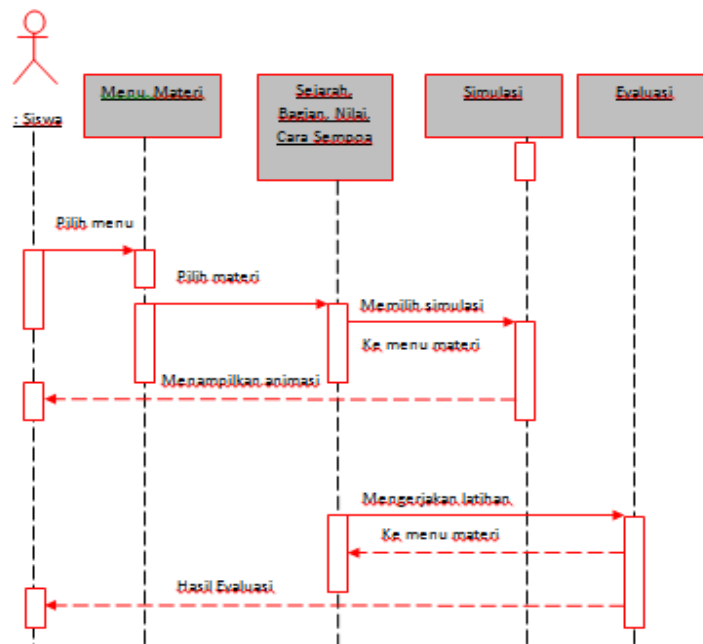 : Siswa
Menu Materi
Sejarah,
Bagian, Nilai,
Cara Sempoa
Simulasi
Evaluasi
Pilih menu
Pilih materi
Memilih simulasi
Ke menu materi
Menampilkan animasi
Mengerjakan latihan
Ke menu materi
Hasil Evaluasi